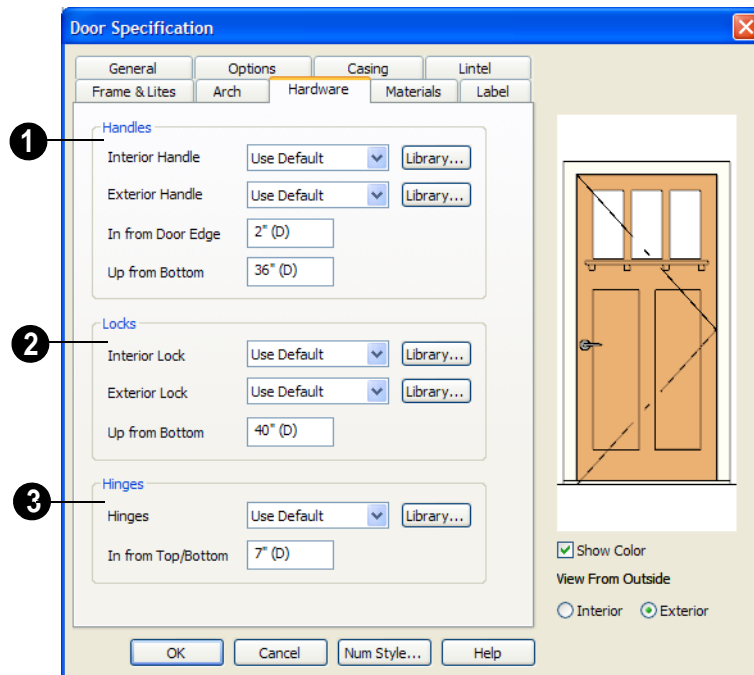 Door Specification
General Options Casing Lintel
Frame & Lites Arch Hardware Materials Label
1
Handles
Interior Handle Use Default Library...
Exterior Handle Use Default Library...
In from Door Edge 2" (D)
Up from Bottom 36" (D)
2
Locks
Interior Lock Use Default Library...
Exterior Lock Use Default Library...
Up from Bottom 40" (D)
3
Hinges
Hinges Use Default Library...
In from Top/Bottom 7" (D)
Show Color
View From Outside
Interior Exterior
OK Cancel Num Style... Help